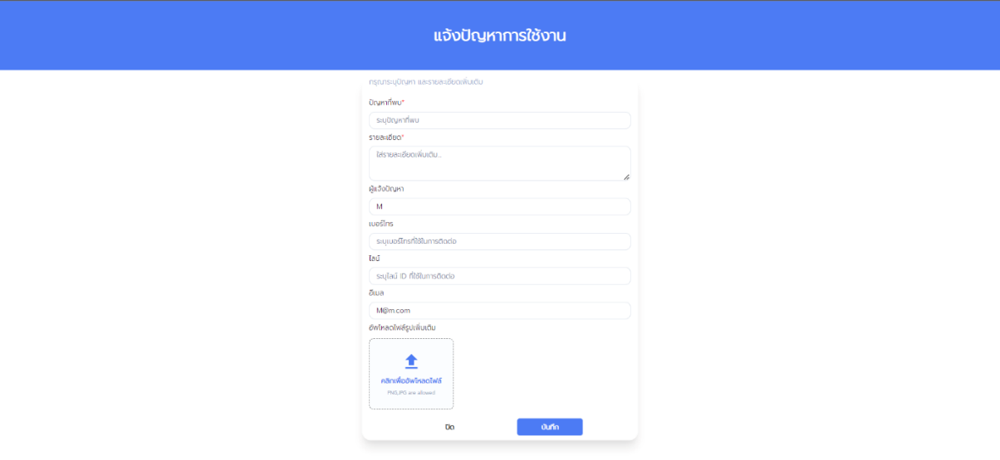 แจ้งปัญหาการใช้งาน
กรุณาระบุปัญหา และรายละเอียดเพิ่มเติม
ปัญหาที่พบ*
ระบุปัญหาที่พบ
รายละเอียด*
ใส่รายละเอียดเพิ่มเติม...
ผู้แจ้งปัญหา
M
เบอร์โทร
ระบุเบอร์โทรที่ใช้ในการติดต่อ
ไลน์
ระบุไลน์ ID ที่ใช้ในการติดต่อ
อีเมล
M@m.com
อัพโหลดไฟล์รูปเพิ่มเติม
คลิกเพื่ออัพโหลดไฟล์
PNG,JPG are allowed
ปิด บันทึก